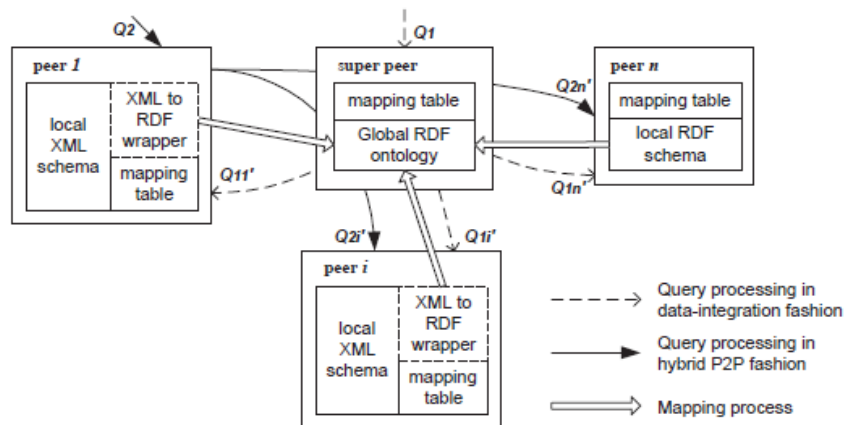 Q2
Q1
peer 1
local
XML
schema
XML to
RDF
wrapper
mapping
table
super peer
mapping table
Global RDF
ontology
peer n
mapping table
local RDF
schema
Q2n'
Q11'
Q1n'
Q2i'
Q1i'
peer i
local
XML
schema
XML to
RDF
wrapper
mapping
table
Query processing in
data-integration fashion
Query processing in
hybrid P2P fashion
Mapping process